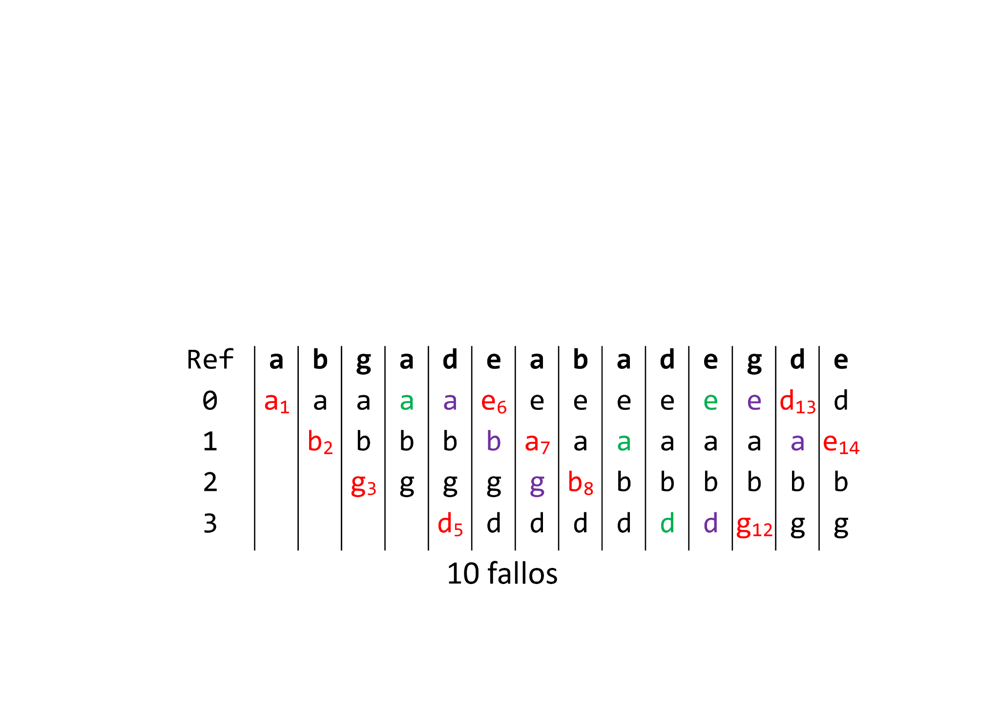 Ref a b g a d e a b a d e g d e
0 a1 a a a a e6 e e e e e e d13 d
1 b2 b b b b a7 a a a a a a e14
2 g3 g g g g b8 b b b b b b
3 d5 d d d d d d g12 g g
10 fallos